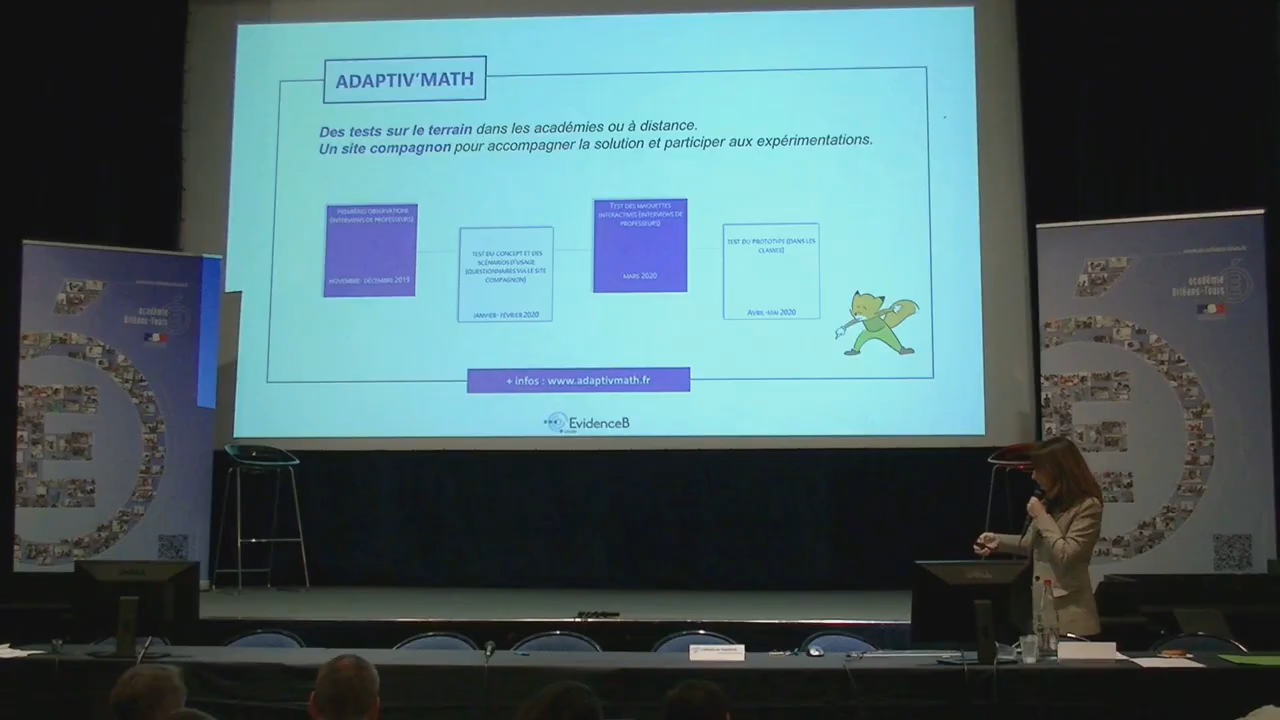 ADAPTIV'MATH
Des tests sur le terrain dans les académies ou à distance.
Un site compagnon pour accompagner la solution et participer aux expérimentations.
PREMIÈRES OBSERVATIONS
(INTERVIEWS DE PROFESSEURS)
NOVEMBRE- DÉCEMBRE 2019
TEST DU CONCEPT ET DES
SCÉNARIOS D'USAGE
(QUESTIONNAIRES VIA LE SITE
COMPAGNON)
JANVIER- FÉVRIER 2020
TEST DES MAQUETTES
INTERACTIVES (INTERVIEWS DE
PROFESSEURS)
MARS 2020
TEST DU PROTOTYPE (DANS LES
CLASSES)
AVRIL -MAI 2020
+ infos : www.adaptivmath.fr
EvidenceB
académie
Orléans-Tours
É
académie
Orléans-Tours
É